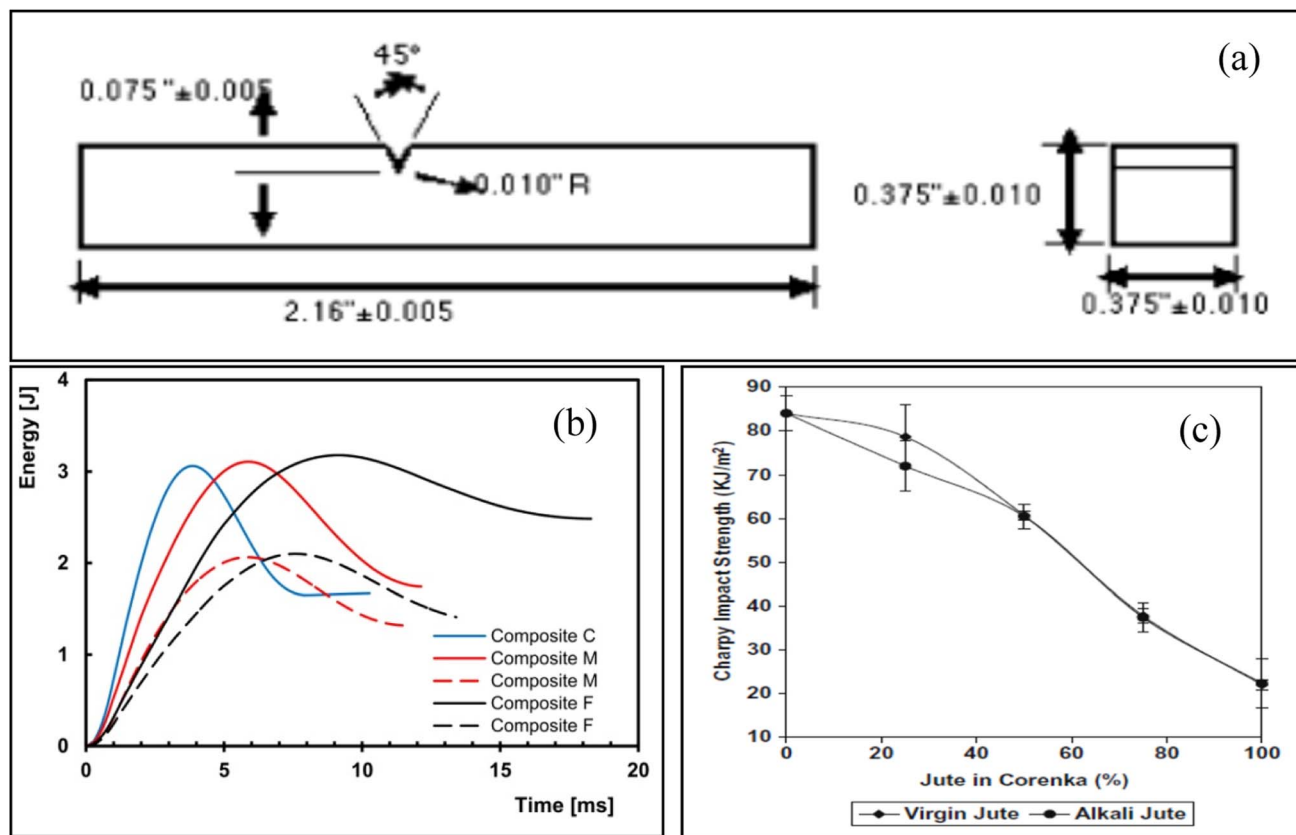 (a)
45°
0.075"±0.005
0.010" R
2.16"±0.005
0.375"±0.010
0.375"±0.010
(b)
Energy [J]
4
3
2
1
0
0 5 10 15 20
Time [ms]
Composite C
Composite M
Composite M
Composite F
Composite F
(c)
Charpy Impact Strength (KJ/m²)
90
80
70
60
50
40
30
20
10
0 20 40 60 80 100
Jute in Corenka (%)
Virgin Jute Alkali Jute